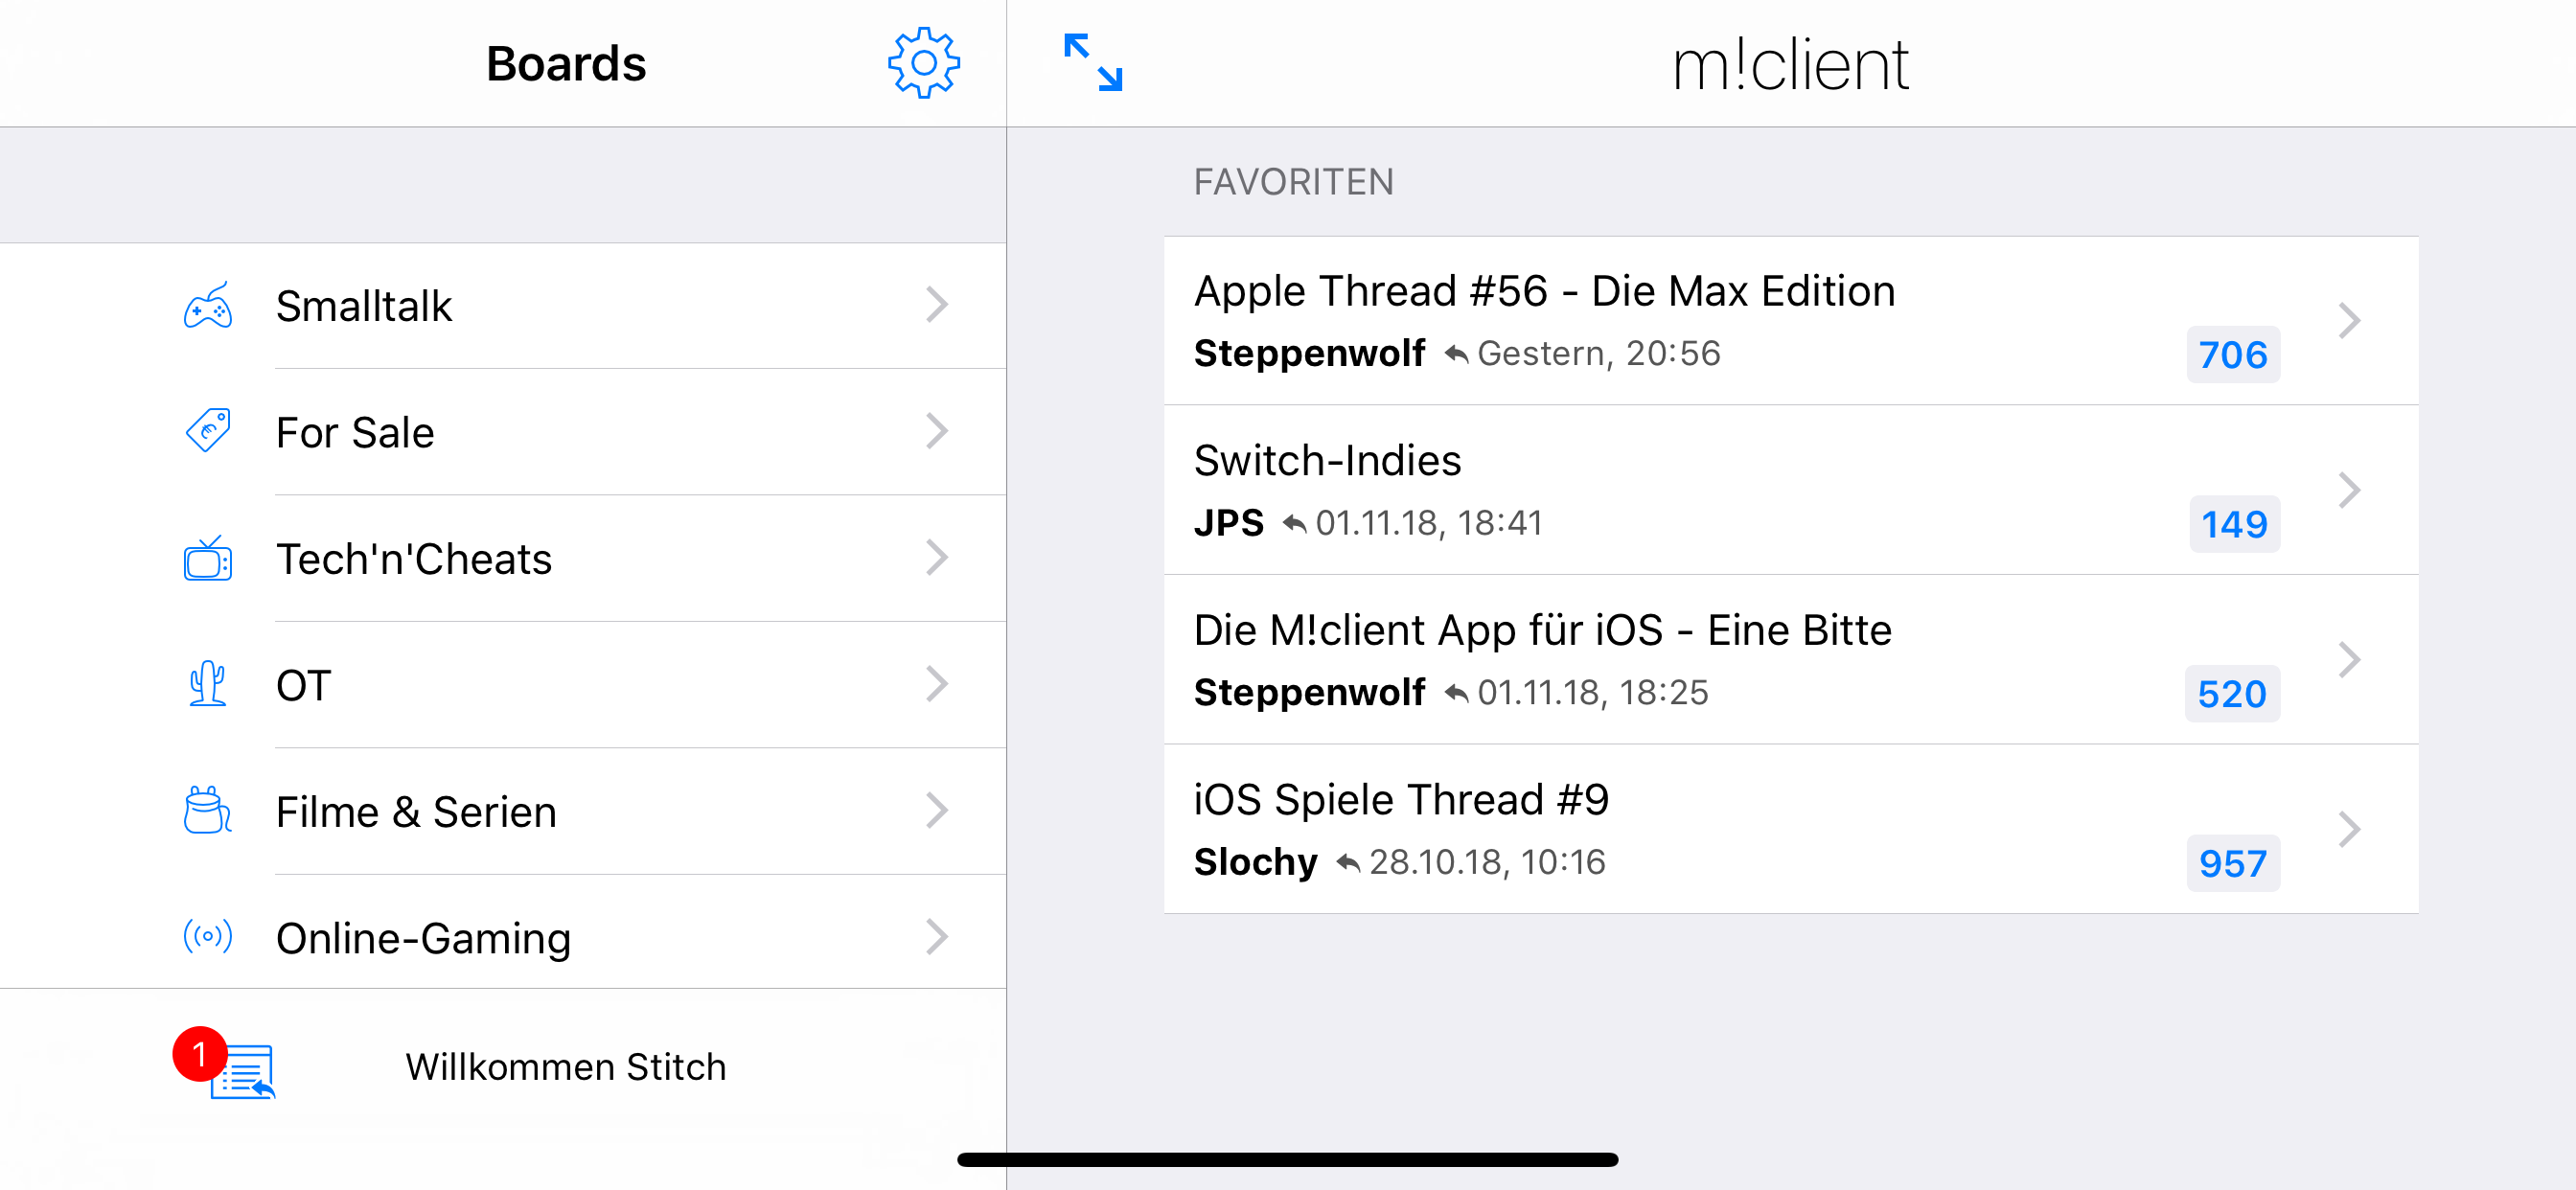 Boards
Smalltalk
For Sale
Tech'n'Cheats
OT
Filme & Serien
Online-Gaming
1
Willkommen Stitch
m!client
FAVORITEN
Apple Thread #56 - Die Max Edition
Steppenwolf Gestern, 20:56
706
Switch-Indies
JPS 01.11.18, 18:41
149
Die M!client App für iOS - Eine Bitte
Steppenwolf 01.11.18, 18:25
520
iOS Spiele Thread #9
Slochy 28.10.18, 10:16
957